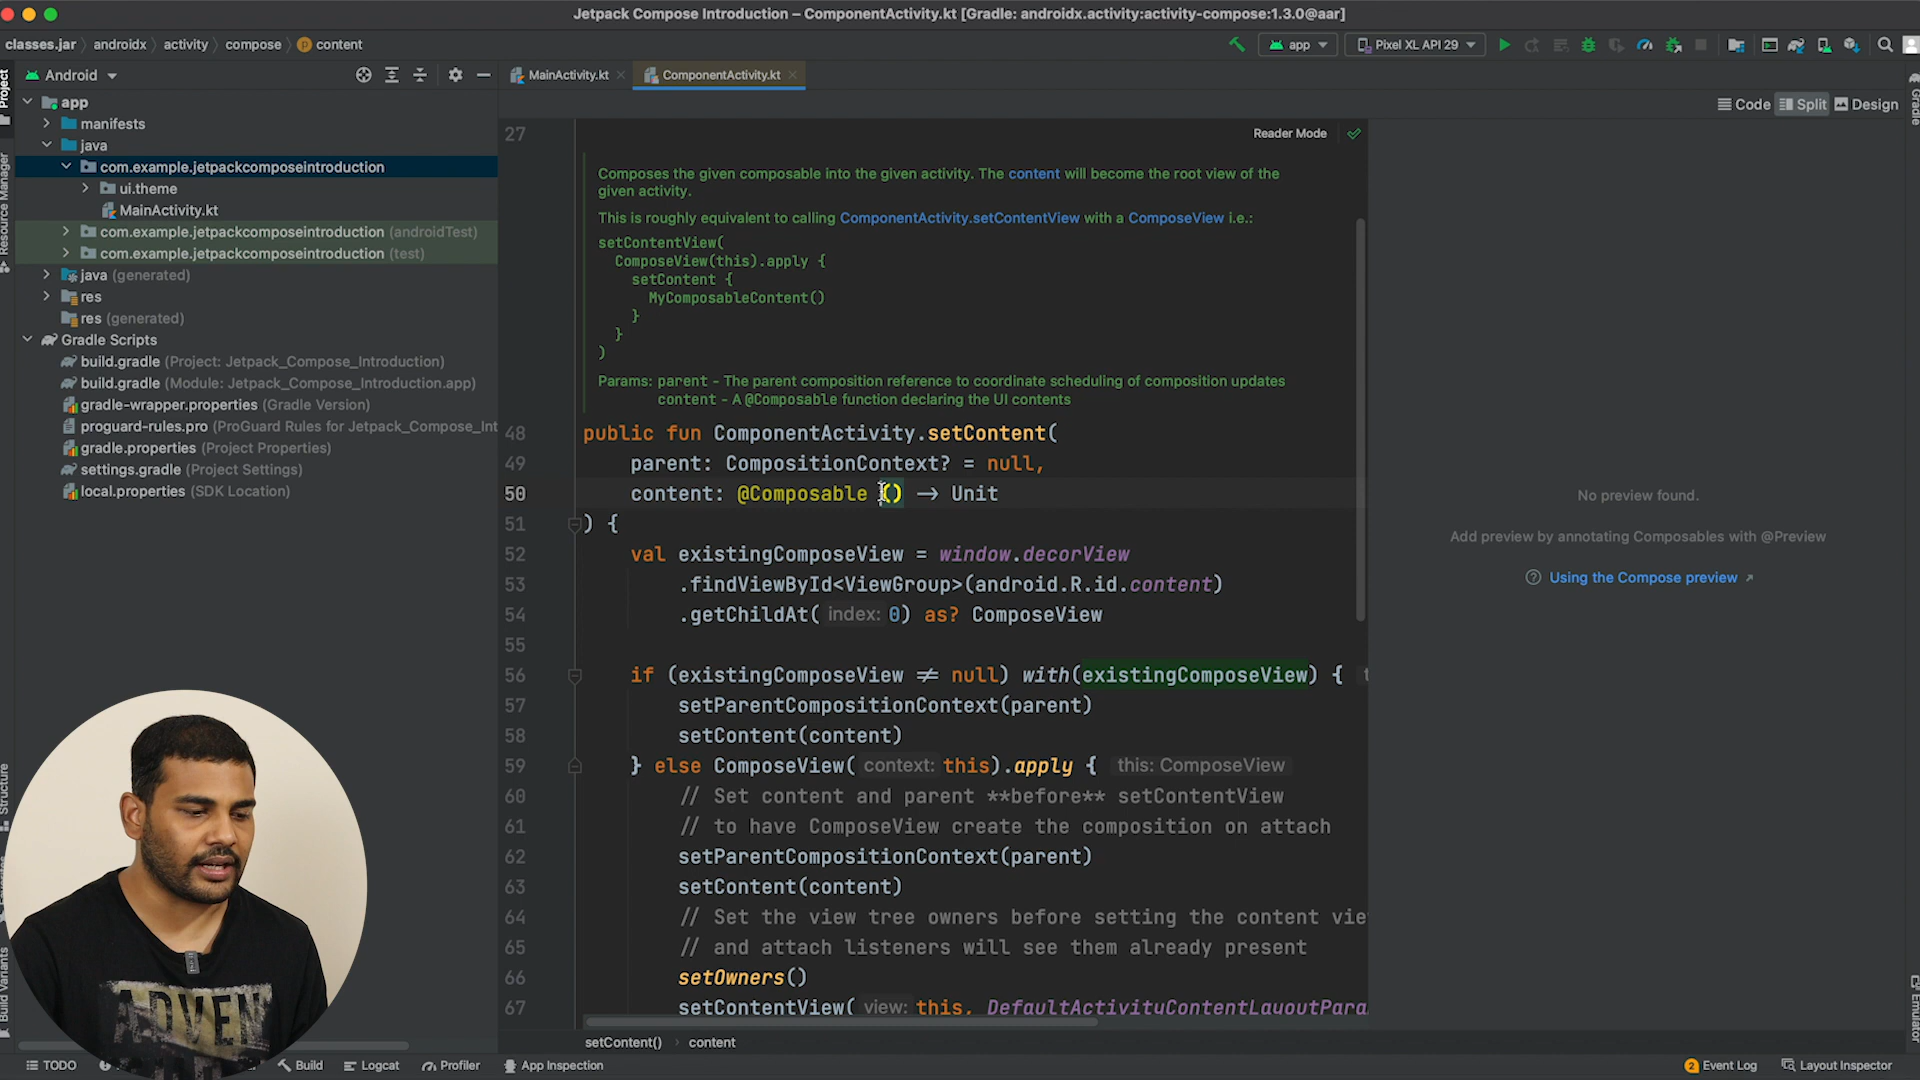 Jetpack Compose Introduction – ComponentActivity.kt [Gradle: androidx.activity:activity-compose:1.3.0@aar]
classes.jar androidx activity compose content
app Pixel XL API 29
Project
Android
MainActivity.kt
ComponentActivity.kt
Gradle
Code Split Design
app
manifests
java
com.example.jetpackcomposeintroduction
ui.theme
MainActivity.kt
com.example.jetpackcomposeintroduction (androidTest)
com.example.jetpackcomposeintroduction (test)
java (generated)
res
res (generated)
Gradle Scripts
build.gradle (Project: Jetpack_Compose_Introduction)
build.gradle (Module: Jetpack_Compose_Introduction.app)
gradle-wrapper.properties (Gradle Version)
proguard-rules.pro (ProGuard Rules for Jetpack_Compose_Int
gradle.properties (Project Properties)
settings.gradle (Project Settings)
local.properties (SDK Location)
Resource Manager
Structure
Build Variants
27
Reader Mode
Composes the given composable into the given activity. The content will become the root view of the
given activity.
This is roughly equivalent to calling ComponentActivity.setContentView with a ComposeView i.e.:
setContentView(
ComposeView(this).apply {
setContent {
MyComposableContent()
}
}
)
Params: parent - The parent composition reference to coordinate scheduling of composition updates
content - A @Composable function declaring the UI contents
48 public fun ComponentActivity.setContent(
49 parent: CompositionContext? = null,
50 content: @Composable () -> Unit
51 ) {
52 val existingComposeView = window.decorView
53 .findViewById<ViewGroup>(android.R.id.content)
54 .getChildAt( index: 0) as? ComposeView
55
56 if (existingComposeView != null) with(existingComposeView) {
57 setParentCompositionContext(parent)
58 setContent(content)
59 } else ComposeView( context: this).apply { this: ComposeView
60 // Set content and parent **before** setContentView
61 // to have ComposeView create the composition on attach
62 setParentCompositionContext(parent)
63 setContent(content)
64 // Set the view tree owners before setting the content vie
65 // and attach listeners will see them already present
66 setOwners()
67 setContentView( view: this, DefaultActivityContentLayoutPara
No preview found.
Add preview by annotating Composables with @Preview
Using the Compose preview
ADVEN
Emulator
setContent() content
TODO Build Logcat Profiler App Inspection
2 Event Log Layout Inspector